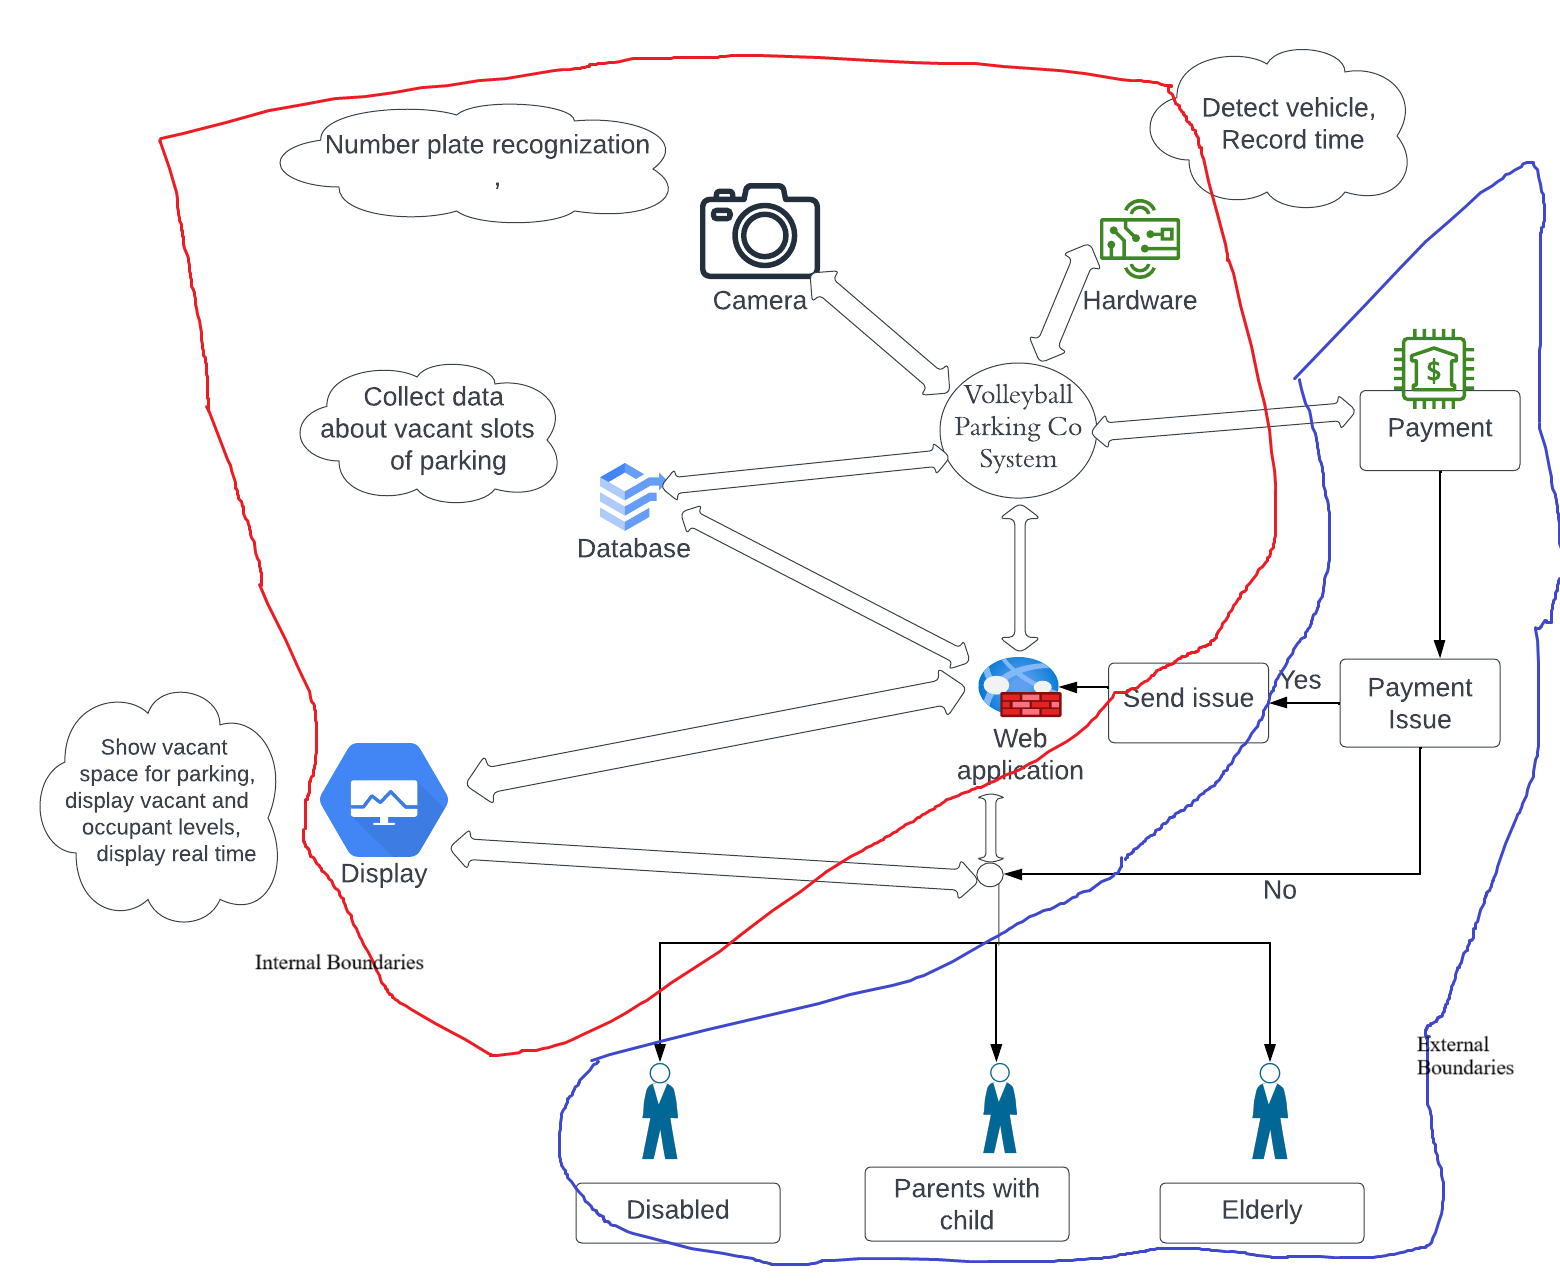 Detect vehicle,
Record time
Number plate recognization
,
Camera
Hardware
Collect data
about vacant slots
of parking
Volleyball
Parking Co
System
$
Payment
Database
Yes
Payment
Issue
Send issue
Web
application
Show vacant
space for parking,
display vacant and
occupant levels,
display real time
Display
No
Internal Boundaries
External
Boundaries
Disabled
Parents with
child
Elderly